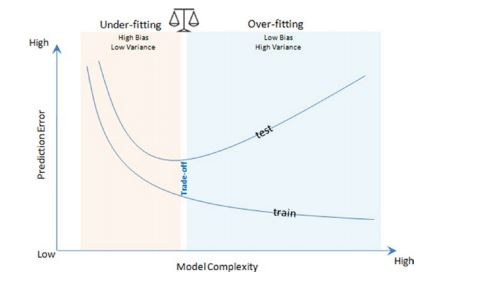 Under-fitting
High Bias
Low Variance
Over-fitting
Low Bias
High Variance
High
Prediction Error
test
Trade-off
train
Low
Model Complexity
High